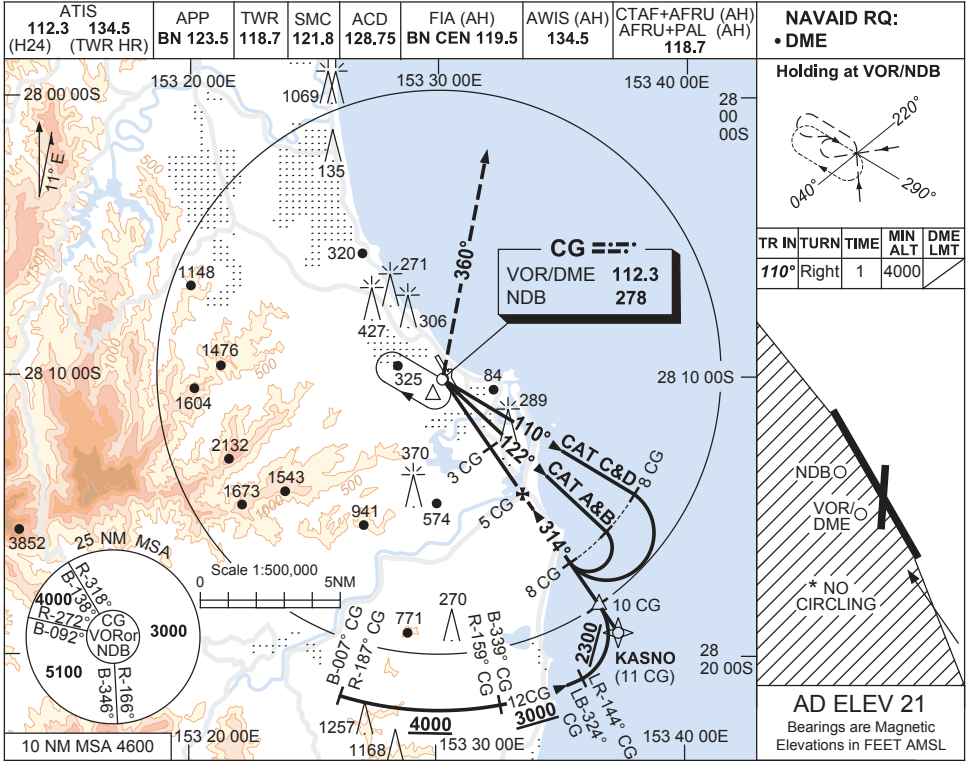 ATIS
112.3 134.5
(H24) (TWR HR)
APP
BN 123.5
TWR
118.7
SMC
121.8
ACD
128.75
FIA (AH)
BN CEN 119.5
AWIS (AH)
134.5
CTAF+AFRU (AH)
AFRU+PAL (AH)
118.7
NAVAID RQ:
• DME
Holding at VOR/NDB
220°
040°
290°
TR IN TURN TIME MIN ALT DME LMT
110° Right 1 4000
153 20 00E
153 30 00E
153 40 00E
28 00 00S
28
00
00S
11° E
1069
135
500
500
1500
320
1148
271
427
306
360°
CG
VOR/DME 112.3
NDB 278
1476
1604
500
325
84
28 10 00S
28 10 00S
289
110° CAT C&D
122° CAT A&B
8 CG
3 CG
5 CG
314°
8 CG
10 CG
2132
1673
1543
1000
500
370
574
941
3852
25 NM MSA
R-318°
B-138°
4000
R-272°
B-092°
CG
VORor
NDB
3000
5100
B-346°
R-166°
10 NM MSA 4600
Scale 1:500,000
0 5NM
771
270
KASNO
(11 CG)
2300
28
20 00S
B-007° CG
R-187° CG
B-339° CG
R-159° CG
12CG
LR-144° CG
LB-324° CG
4000
3000
1257
1168
153 20 00E
153 30 00E
153 40 00E
NDB
VOR/
DME
* NO
CIRCLING
AD ELEV 21
Bearings are Magnetic
Elevations in FEET AMSL